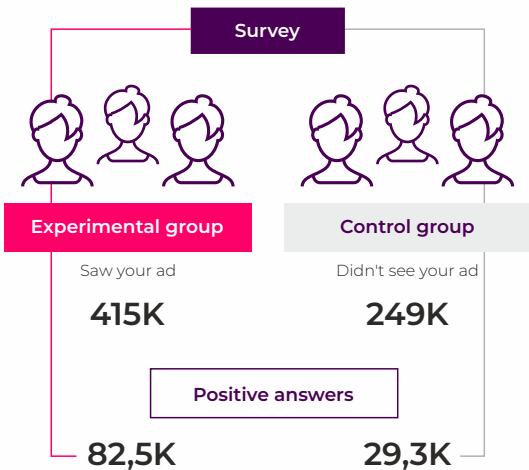 Survey
Experimental group
Control group
Saw your ad
Didn't see your ad
415K
249K
Positive answers
82,5K
29,3K